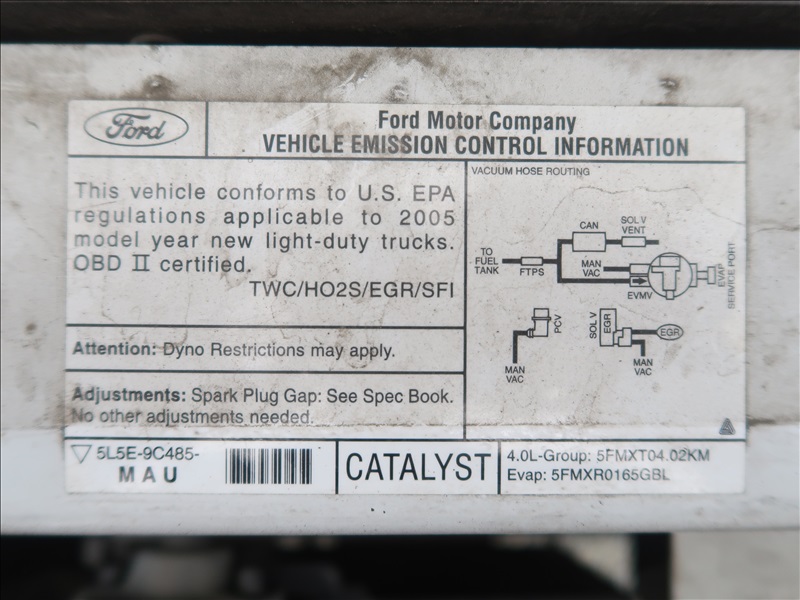 Ford
Ford Motor Company
VEHICLE EMISSION CONTROL INFORMATION
This vehicle conforms to U.S. EPA
regulations applicable to 2005
model year new light-duty trucks.
OBD II certified.
TWC/HO2S/EGR/SFI
Attention: Dyno Restrictions may apply.
Adjustments: Spark Plug Gap: See Spec Book.
No other adjustments needed.
VACUUM HOSE ROUTING
CAN
SOL V
VENT
TO
FUEL
TANK
FTPS
MAN
VAC
EVMV
EVAP
SERVICE PORT
PCV
MAN
VAC
SOL V
EGR
EGR
MAN
VAC
5L5E-9C485-
MAU
CATALYST
4.0L-Group: 5FMXT04.02KM
Evap: 5FMXR0165GBL